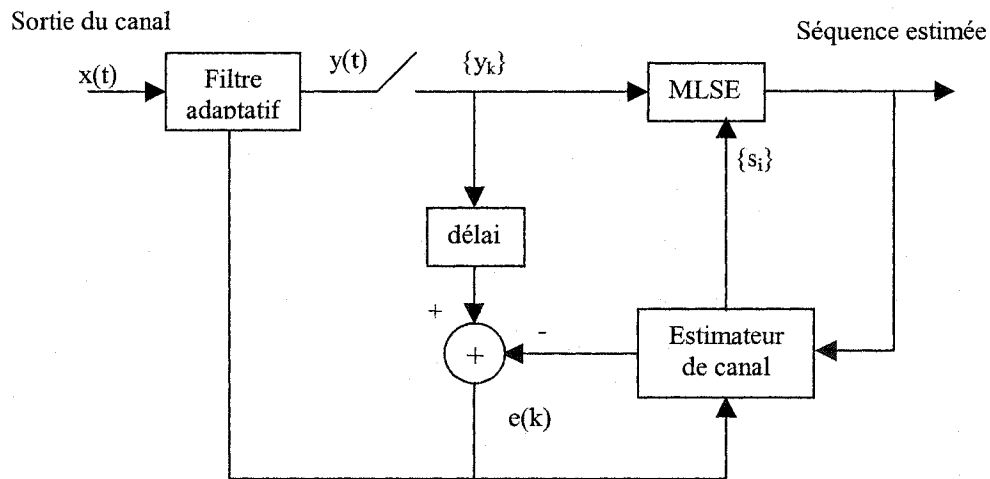 Sortie du canal
Séquence estimée
x(t)
Filtre
adaptatif
y(t)
{yₖ}
MLSE
{sᵢ}
délai
+
-
+
Estimateur
de canal
e(k)